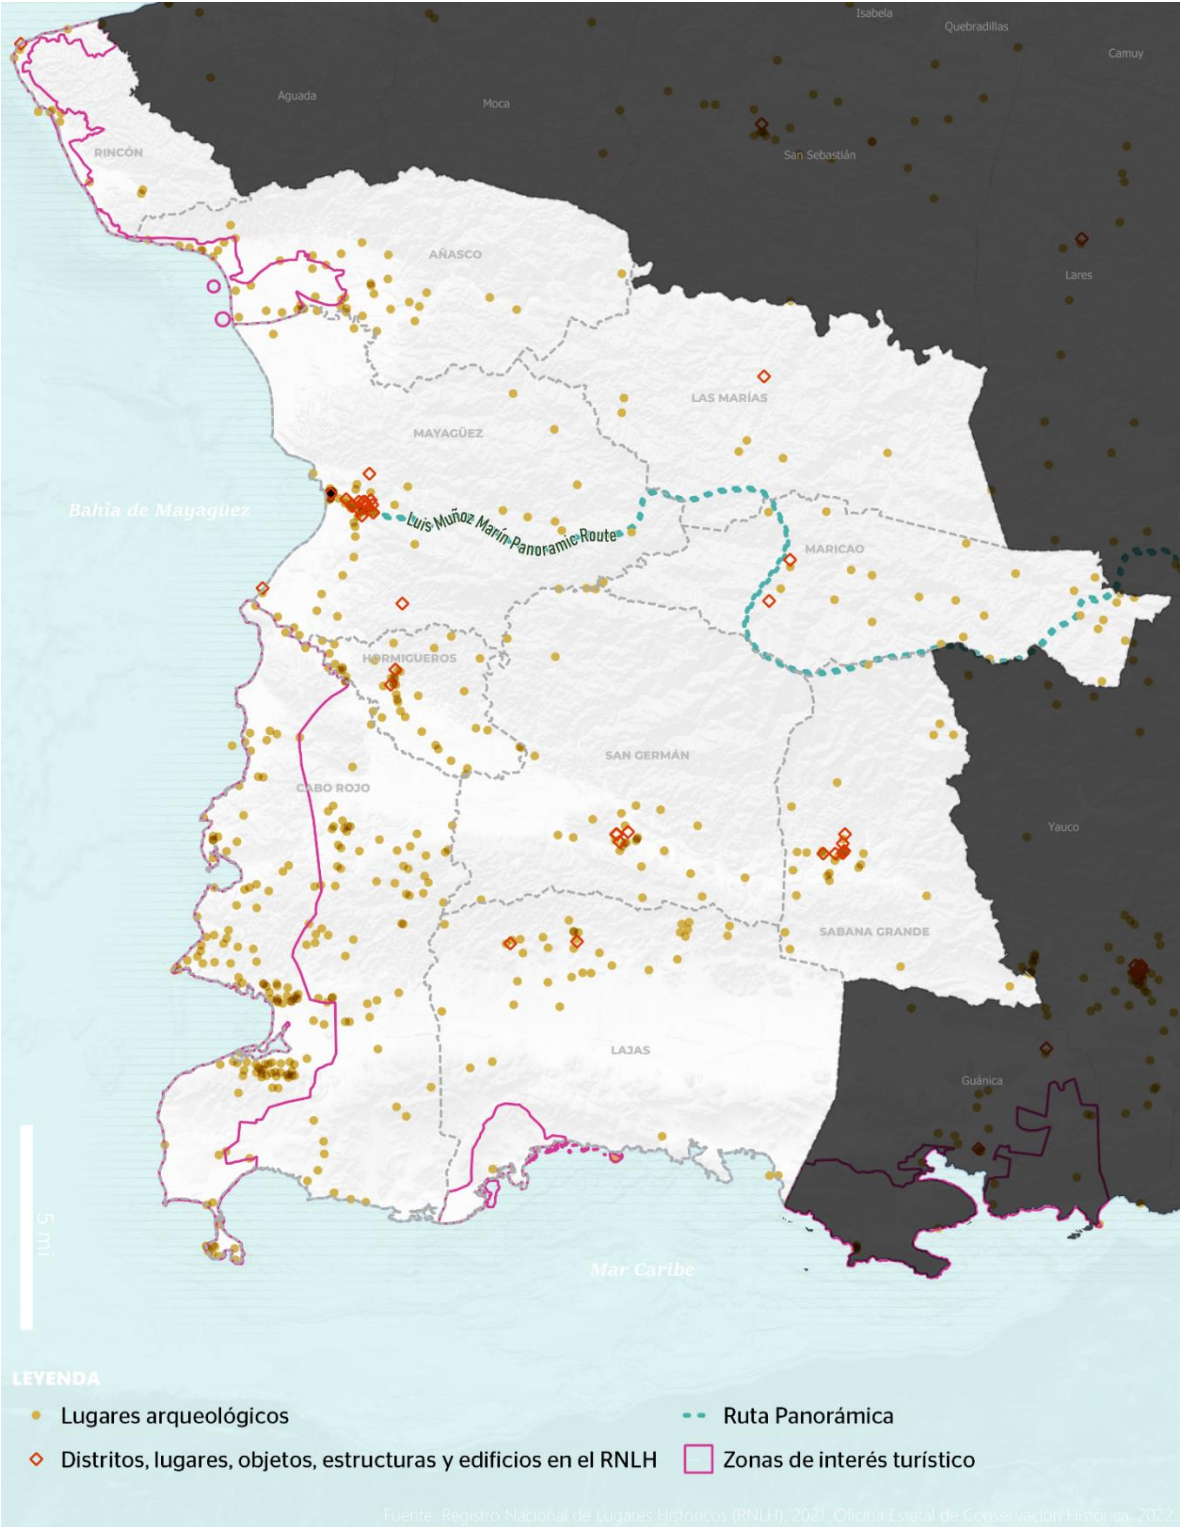 Isabela
Quebradillas
Camuy
Aguada
Moca
San Sebastián
RINCÓN
AÑASCO
Lares
LAS MARÍAS
MAYAGÜEZ
Bahía de Mayagüez
Luis Muñoz Marín Panoramic Route
MARICAO
HORMIGUEROS
SAN GERMÁN
CABO ROJO
Yauco
SABANA GRANDE
LAJAS
Guánica
5 mi
Mar Caribe
LEYENDA
Lugares arqueológicos
Ruta Panorámica
Distritos, lugares, objetos, estructuras y edificios en el RNLH
Zonas de interés turístico
Fuente: Registro Nacional de Lugares Históricos (RNLH), 2021. Oficina Estatal de Conservación Histórica, 2022.